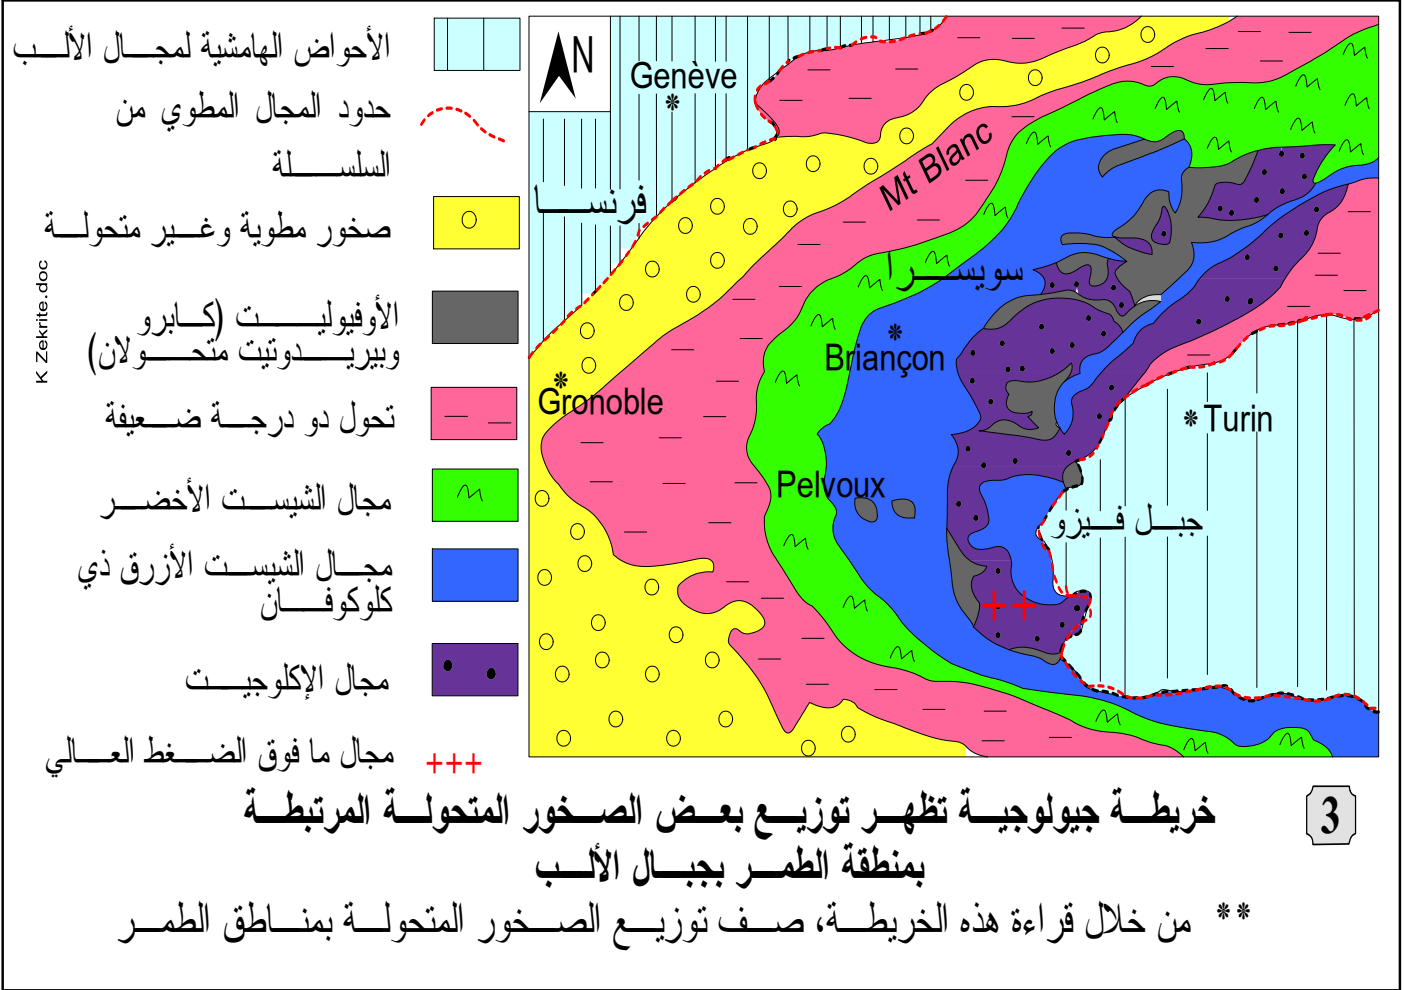 الأحواض الهامشية لمجال الألب
حدود المجال المطوي من
السلسلة
صخور مطوية وغير متحولة
الأوفيوليت (كابرو
وبيريدوتيت متحولان)
تحول دو درجة ضعيفة
مجال الشيست الأخضر
مجال الشيست الأزرق ذي
كلوكوفان
مجال الإكلوجيت
مجال ما فوق الضغط العالي
K Zekrite.doc
N
Genève
Mt Blanc
فرنسا
سويسرا
Briançon
Gronoble
Turin
Pelvoux
جبل فيزو
3
خريطة جيولوجية تظهر توزيع بعض الصخور المتحولة المرتبطة
بمنطقة الطمر بجبال الألب
** من خلال قراءة هذه الخريطة، صف توزيع الصخور المتحولة بمناطق الطمر